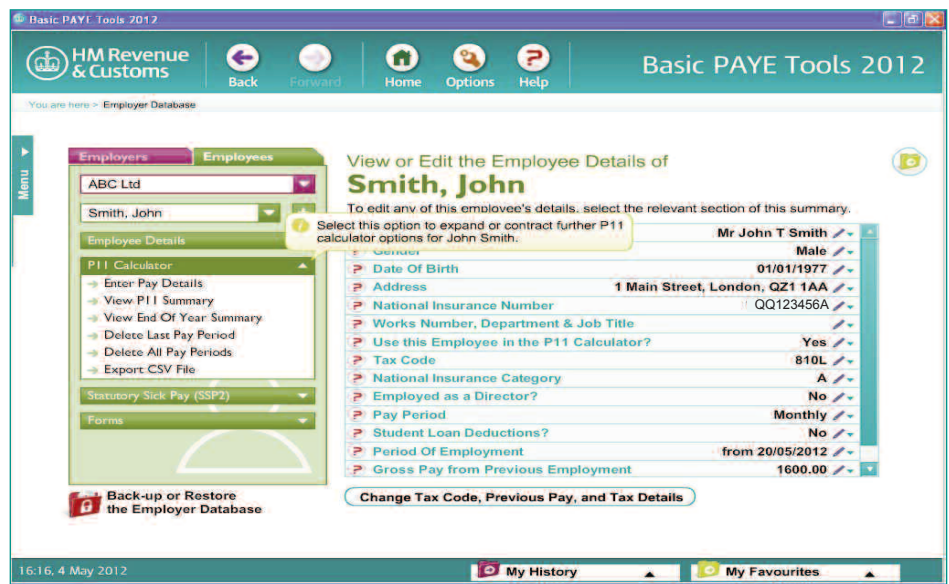 Basic PAYE Tools 2012
HM Revenue
& Customs
Back
Forward
Home
Options
Help
Basic PAYE Tools 2012
You are here > Employer Database
Menu
Employers
Employees
ABC Ltd
Smith, John
Employee Details
P11 Calculator
Enter Pay Details
View P11 Summary
View End Of Year Summary
Delete Last Pay Period
Delete All Pay Periods
Export CSV File
Statutory Sick Pay (SSP2)
Forms
Back-up or Restore
the Employer Database
View or Edit the Employee Details of
Smith, John
To edit any of this employee's details, select the relevant section of this summary.
Select this option to expand or contract further P11
calculator options for John Smith.
Mr John T Smith
Gender Male
Date Of Birth 01/01/1977
Address 1 Main Street, London, QZ1 1AA
National Insurance Number QQ123456A
Works Number, Department & Job Title
Use this Employee in the P11 Calculator? Yes
Tax Code 810L
National Insurance Category A
Employed as a Director? No
Pay Period Monthly
Student Loan Deductions? No
Period Of Employment from 20/05/2012
Gross Pay from Previous Employment 1600.00
Change Tax Code, Previous Pay, and Tax Details
16:16, 4 May 2012
My History
My Favourites